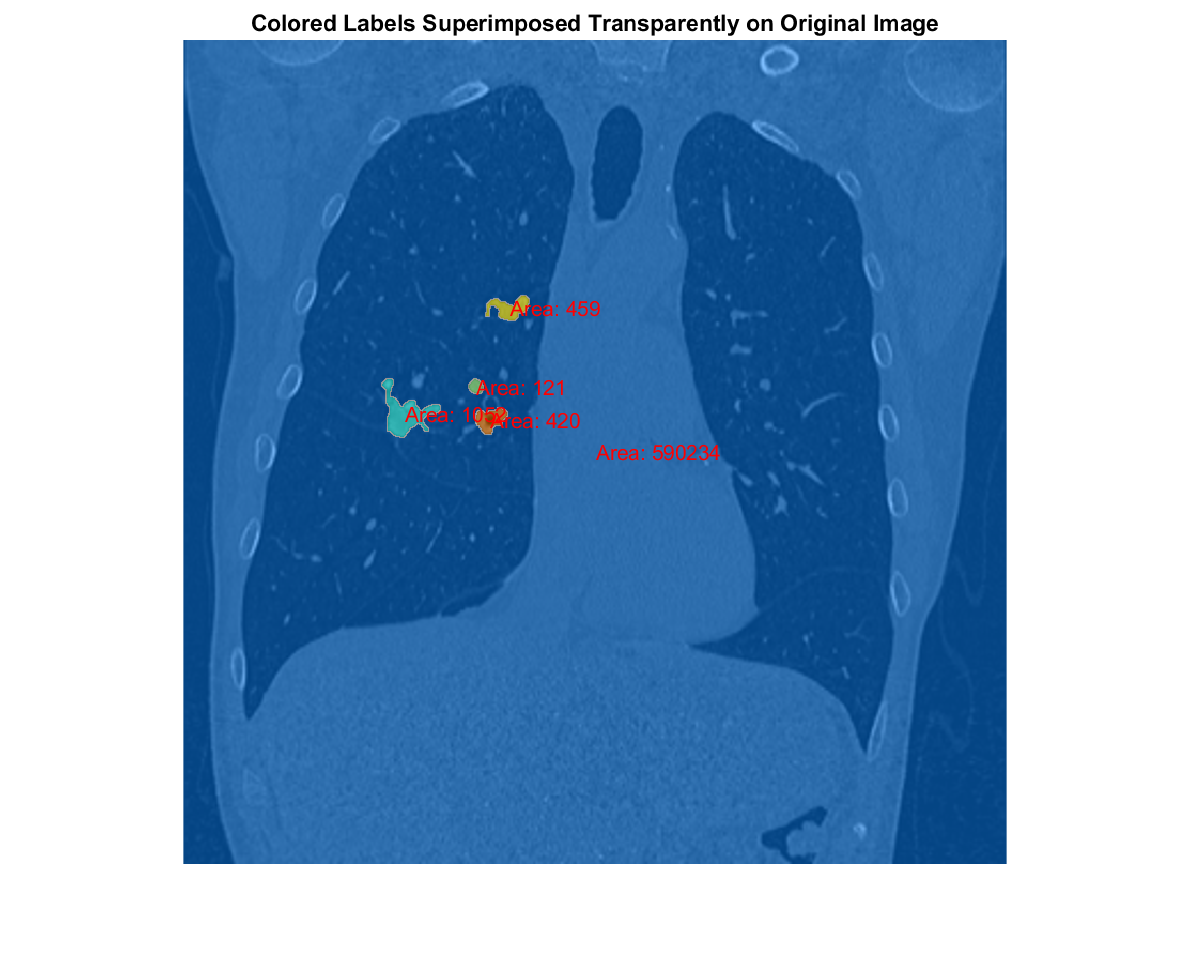 Colored Labels Superimposed Transparently on Original Image
Area: 459
Area: 121
Area: 420
Area: 590234